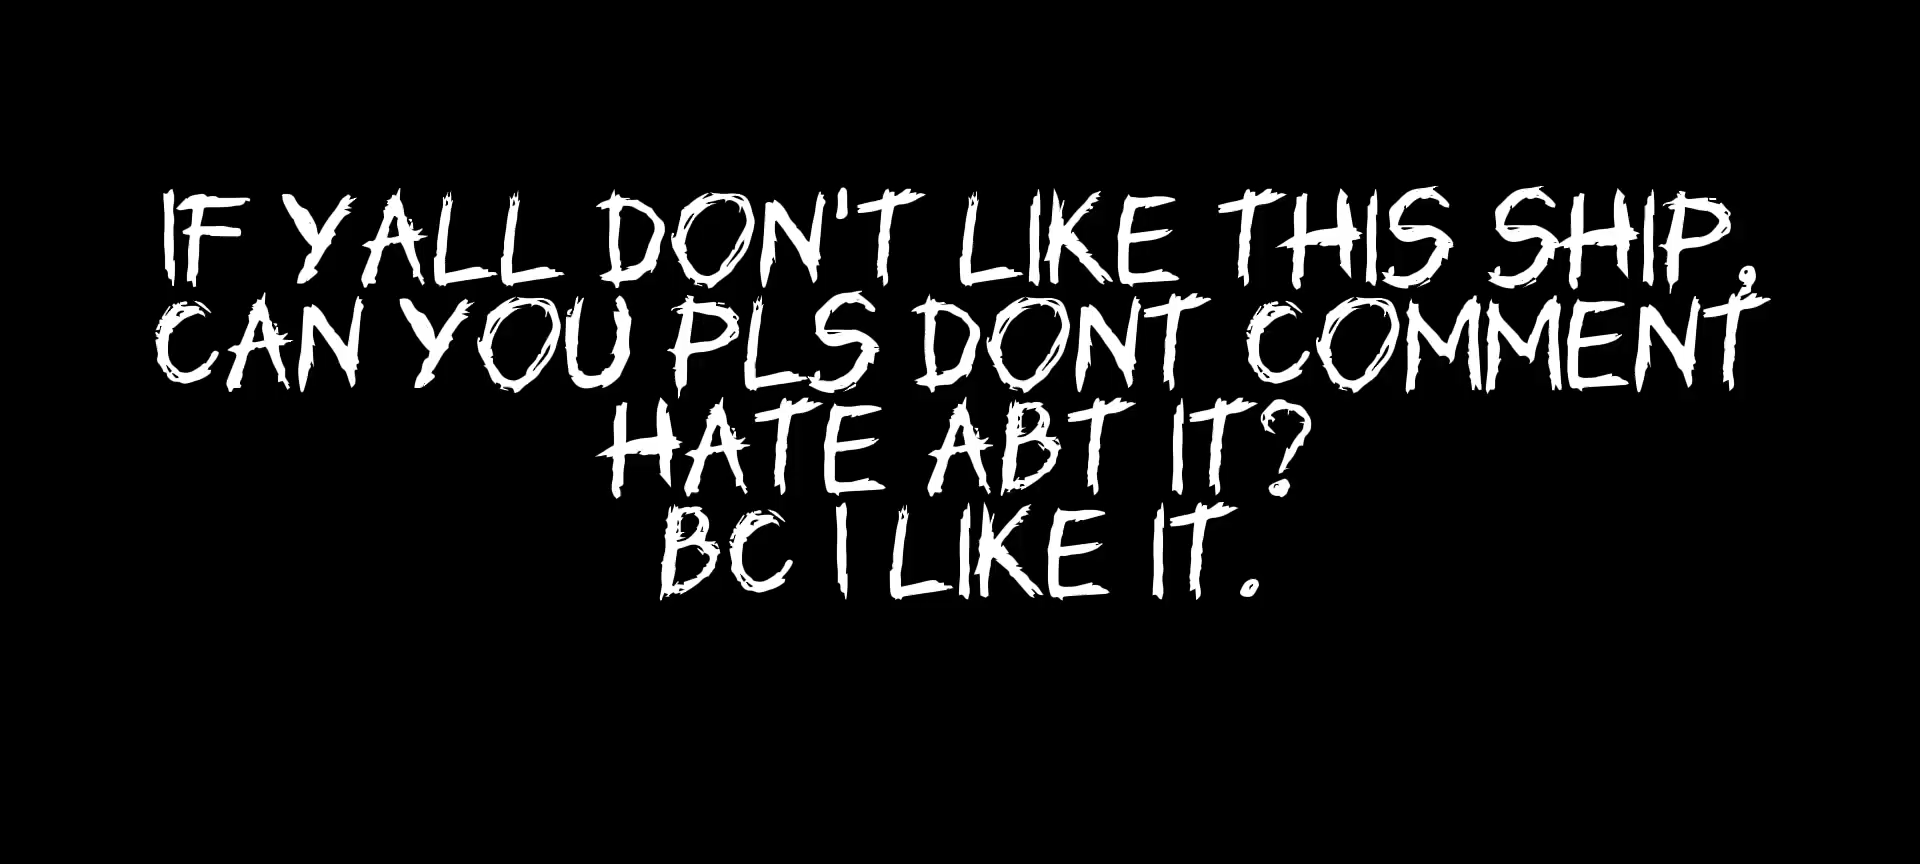 IF YALL DON'T LIKE THIS SHIP,
CAN YOU PLS DONT COMMENT
HATE ABT IT?
BC I LIKE IT.